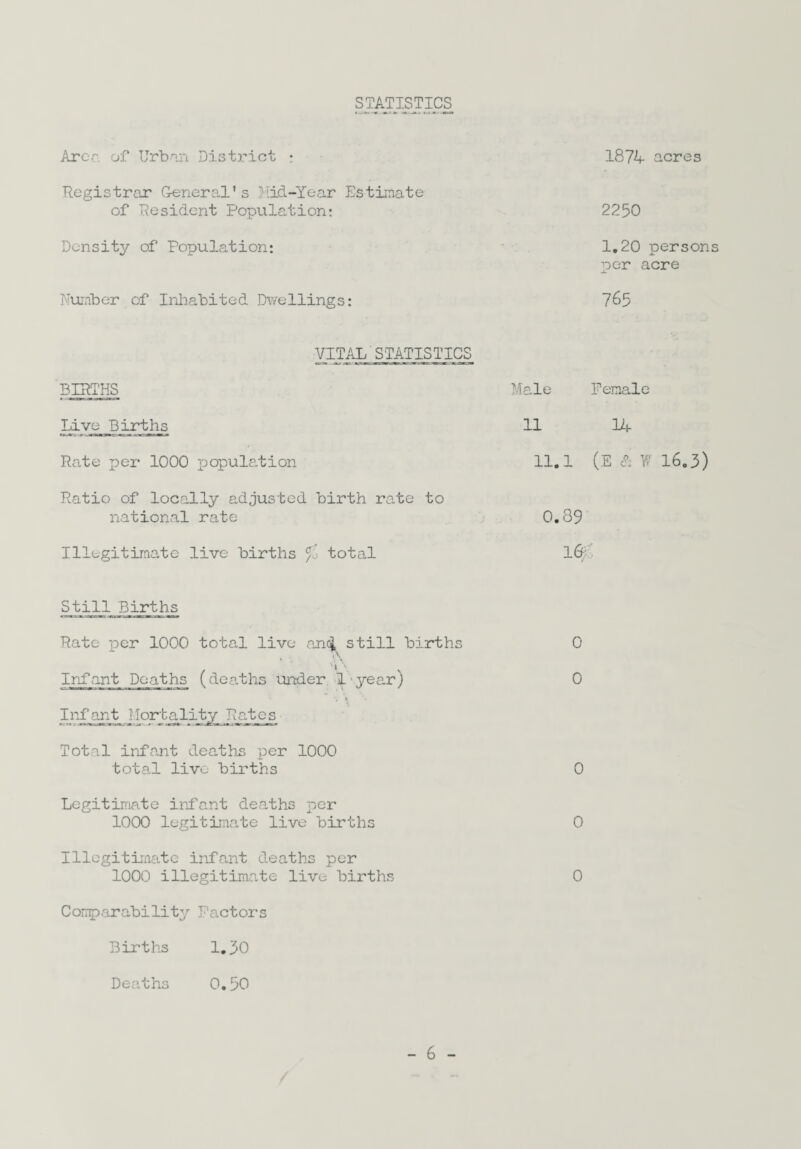 STATISTICS
Area of Urban District : 1874 acres
Registrar General's Mid-Year Estimate
of Resident Population: 2250
Density of Population: 1.20 persons
per acre
Number of Inhabited Dwellings: 765
VITAL STATISTICS
BIRTHS Male Female
Live Births 11 14
Rate per 1000 population 11.1 (E & W 16.3)
Ratio of locally adjusted birth rate to
national rate 0.89
Illegitimate live births % total 16%
Still Births
Rate per 1000 total live and still births 0
Infant Deaths (deaths under 1 year) 0
Infant Mortality Rates
Total infant deaths per 1000
total live births 0
Legitimate infant deaths per
1000 legitimate live births 0
Illegitimate infant deaths per
1000 illegitimate live births 0
Comparability Factors
Births 1.30
Deaths 0.50
- 6 -